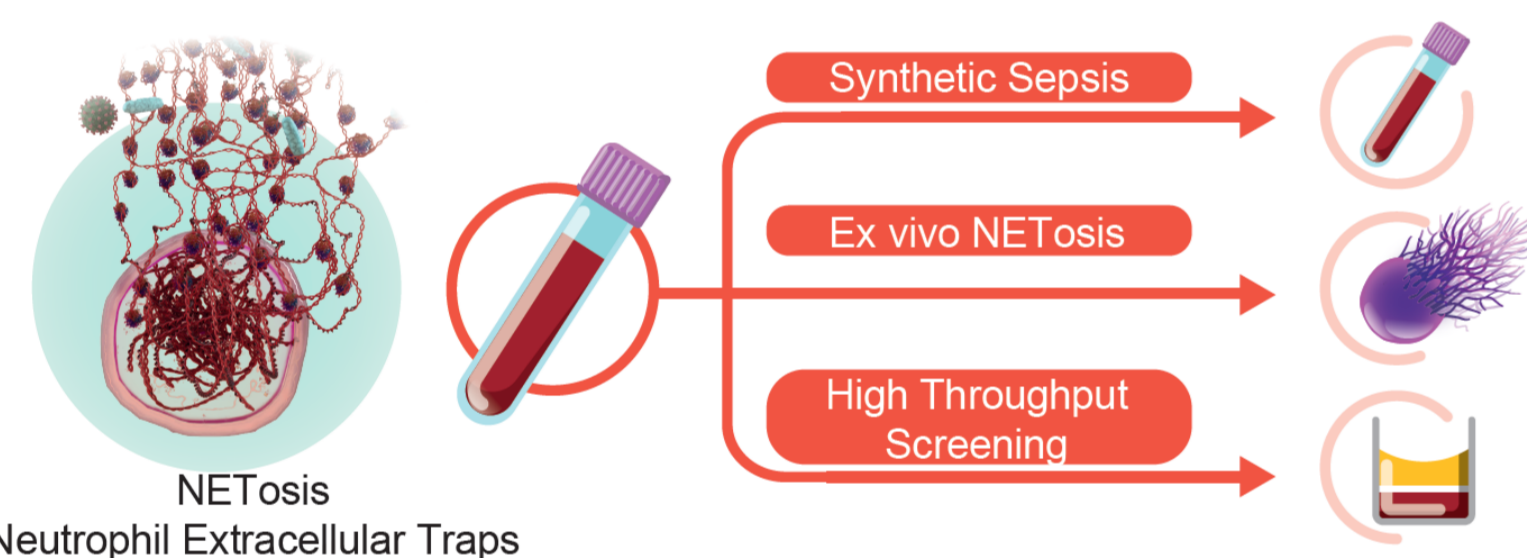 Synthetic Sepsis
Ex vivo NETosis
High Throughput
Screening
NETosis
Neutrophil Extracellular Traps